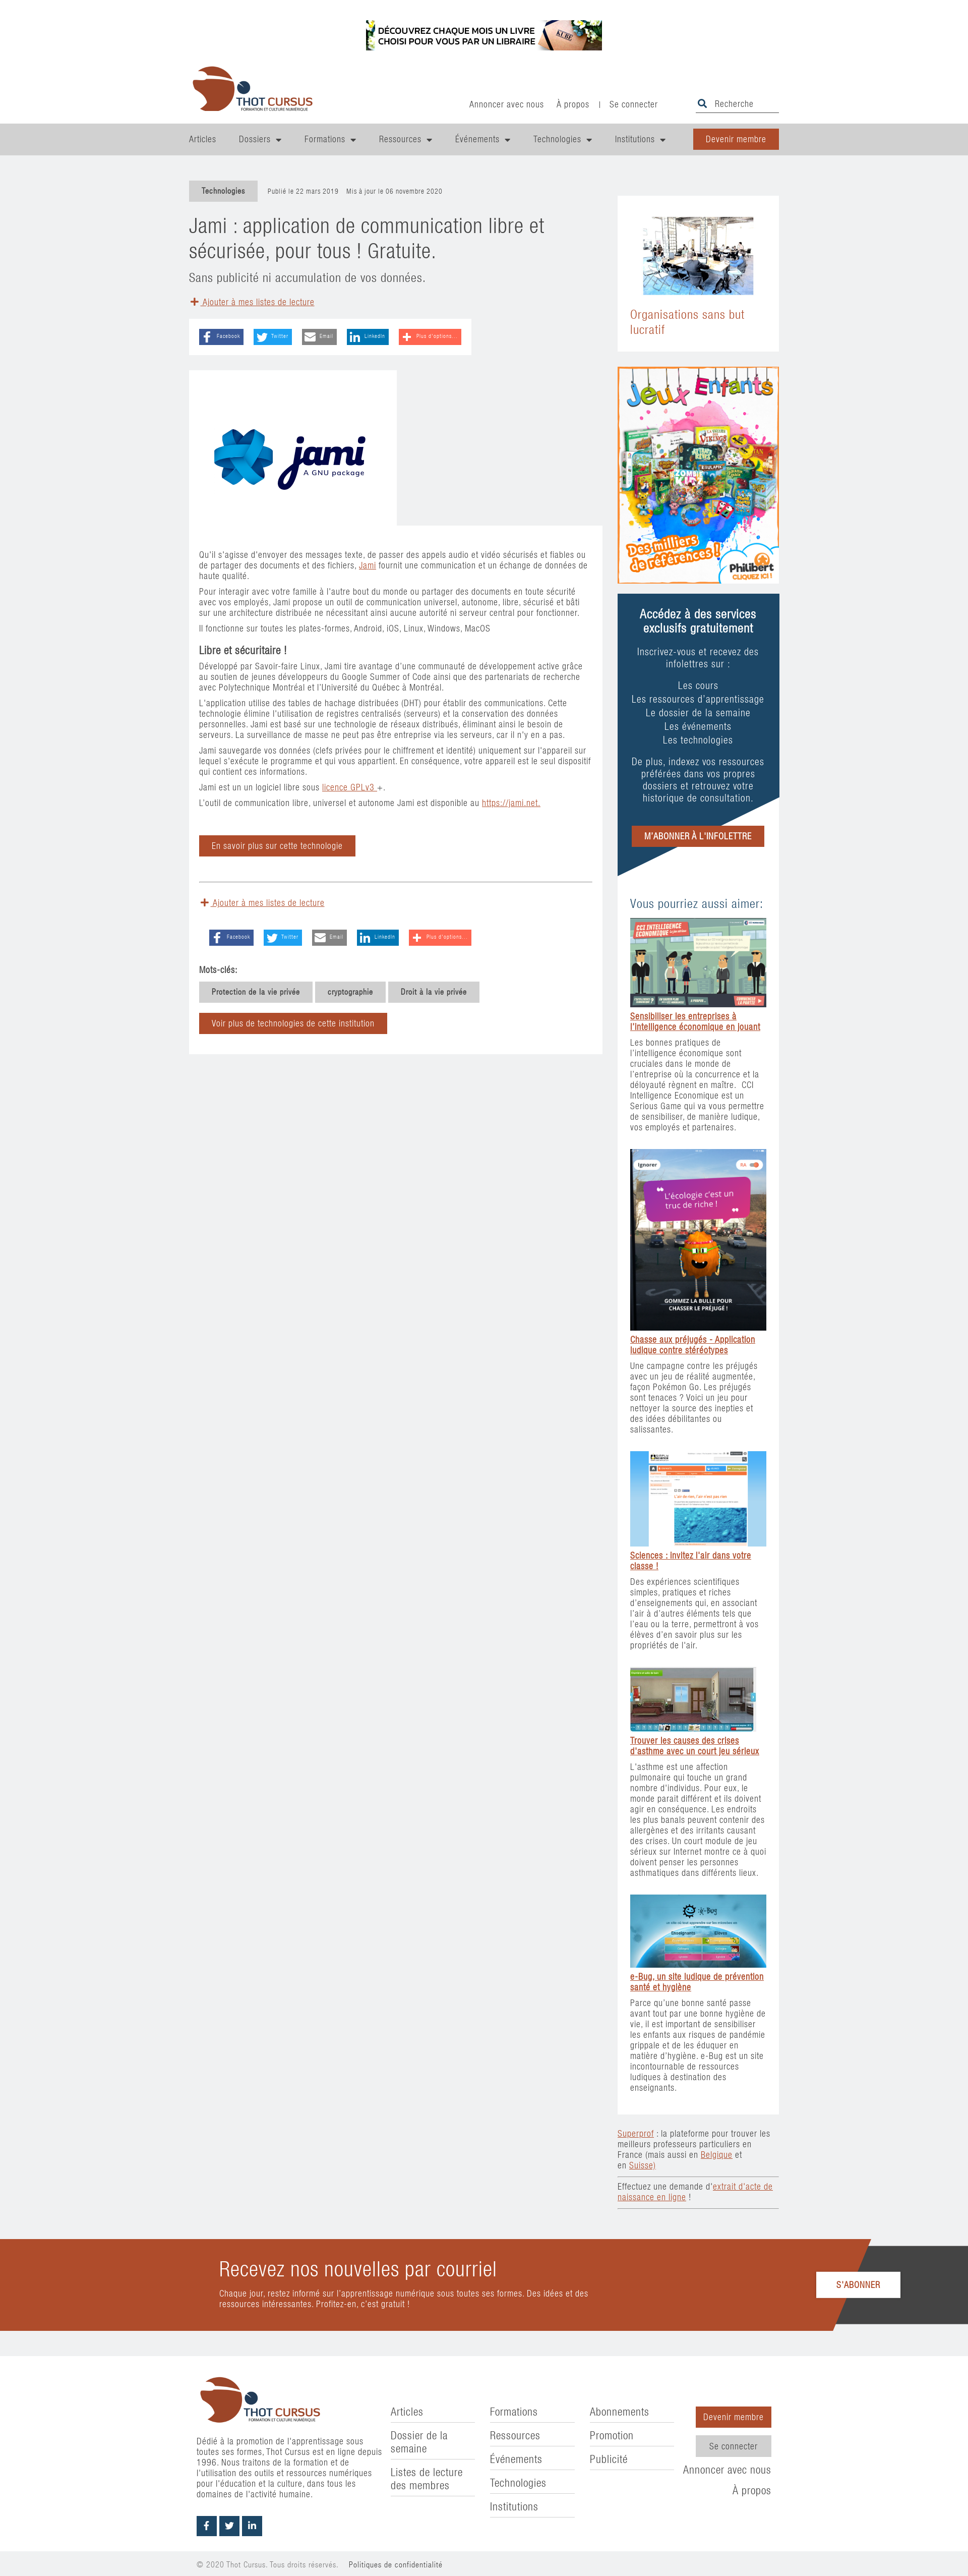 DÉCOUVREZ CHAQUE MOIS UN LIVRE
CHOISI POUR VOUS PAR UN LIBRAIRE
KUBE
THOT CURSUS
FORMATION ET CULTURE NUMÉRIQUE
Annoncer avec nous
À propos
|
Se connecter
Recherche
Articles
Dossiers
Formations
Ressources
Événements
Technologies
Institutions
Devenir membre
Technologies
Publié le 22 mars 2019
Mis à jour le 06 novembre 2020
Jami : application de communication libre et
sécurisée, pour tous ! Gratuite.
Sans publicité ni accumulation de vos données.
Ajouter à mes listes de lecture
Facebook
Twitter
Email
LinkedIn
Plus d'options...
jami
A GNU package
Qu'il s'agisse d'envoyer des messages texte, de passer des appels audio et vidéo sécurisés et fiables ou
de partager des documents et des fichiers, Jami fournit une communication et un échange de données de
haute qualité.
Pour interagir avec votre famille à l'autre bout du monde ou partager des documents en toute sécurité
avec vos employés, Jami propose un outil de communication universel, autonome, libre, sécurisé et bâti
sur une architecture distribuée ne nécessitant ainsi aucune autorité ni serveur central pour fonctionner.
Il fonctionne sur toutes les plates-formes, Android, iOS, Linux, Windows, MacOS
Libre et sécuritaire !
Développé par Savoir-faire Linux, Jami tire avantage d'une communauté de développement active grâce
au soutien de jeunes développeurs du Google Summer of Code ainsi que des partenariats de recherche
avec Polytechnique Montréal et l'Université du Québec à Montréal.
L'application utilise des tables de hachage distribuées (DHT) pour établir des communications. Cette
technologie élimine l'utilisation de registres centralisés (serveurs) et la conservation des données
personnelles. Jami est basé sur une technologie de réseaux distribués, éliminant ainsi le besoin de
serveurs. La surveillance de masse ne peut pas être entreprise via les serveurs, car il n'y en a pas.
Jami sauvegarde vos données (clefs privées pour le chiffrement et identité) uniquement sur l'appareil sur
lequel s'exécute le programme et qui vous appartient. En conséquence, votre appareil est le seul dispositif
qui contient ces informations.
Jami est un un logiciel libre sous licence GPLv3 +.
L'outil de communication libre, universel et autonome Jami est disponible au https://jami.net.
En savoir plus sur cette technologie
Ajouter à mes listes de lecture
Facebook
Twitter
Email
LinkedIn
Plus d'options...
Mots-clés:
Protection de la vie privée
cryptographie
Droit à la vie privée
Voir plus de technologies de cette institution
Organisations sans but
lucratif
Jeux Enfants
VIKINGS
ZOMBIE
KIDZ
Des milliers
de références !
PHILIBERT
CLIQUEZ ICI !
Accédez à des services
exclusifs gratuitement
Inscrivez-vous et recevez des
infolettres sur :
Les cours
Les ressources d'apprentissage
Le dossier de la semaine
Les événements
Les technologies
De plus, indexez vos ressources
préférées dans vos propres
dossiers et retrouvez votre
historique de consultation.
M'ABONNER À L'INFOLETTRE
Vous pourriez aussi aimer:
CCI INTELLIGENCE
ÉCONOMIQUE
Sensibiliser les entreprises à
l'intelligence économique en jouant
Les bonnes pratiques de
l'intelligence économique sont
cruciales dans le monde de
l'entreprise où la concurrence et la
déloyauté règnent en maître. CCI
Intelligence Economique est un
Serious Game qui va vous permettre
de sensibiliser, de manière ludique,
vos employés et partenaires.
Ignorer
M
L'écologie c'est un
truc de riche !
GOMMEZ LA BULLE POUR
CHASSER LE PRÉJUGÉ !
Chasse aux préjugés - Application
ludique contre stéréotypes
Une campagne contre les préjugés
avec un jeu de réalité augmentée,
façon Pokémon Go. Les préjugés
sont tenaces ? Voici un jeu pour
nettoyer la source des inepties et
des idées débilitantes ou
salissantes.
Sciences : invitez l'air dans votre
classe !
Des expériences scientifiques
simples, pratiques et riches
d'enseignements qui, en associant
l'air à d'autres éléments tels que
l'eau ou la terre, permettront à vos
élèves d'en savoir plus sur les
propriétés de l'air.
Trouver les causes des crises
d'asthme avec un court jeu sérieux
L'asthme est une affection
pulmonaire qui touche un grand
nombre d'individus. Pour eux, le
monde parait différent et ils doivent
agir en conséquence. Les endroits
les plus banals peuvent contenir des
allergènes et des irritants causant
des crises. Un court module de jeu
sérieux sur Internet montre ce à quoi
doivent penser les personnes
asthmatiques dans différents lieux.
e-Bug
e-Bug, un site ludique de prévention
santé et hygiène
Parce qu'une bonne santé passe
avant tout par une bonne hygiène de
vie, il est important de sensibiliser
les enfants aux risques de pandémie
grippale et de les éduquer en
matière d'hygiène. e-Bug est un site
incontournable de ressources
ludiques à destination des
enseignants.
Superprof : la plateforme pour trouver les
meilleurs professeurs particuliers en
France (mais aussi en Belgique et
en Suisse)
Effectuez une demande d'extrait d'acte de
naissance en ligne !
Recevez nos nouvelles par courriel
Chaque jour, restez informé sur l'apprentissage numérique sous toutes ses formes. Des idées et des
ressources intéressantes. Profitez-en, c'est gratuit !
S'ABONNER
THOT CURSUS
FORMATION ET CULTURE NUMÉRIQUE
Dédié à la promotion de l'apprentissage sous
toutes ses formes, Thot Cursus est en ligne depuis
1996. Nous traitons de la formation et de
l'utilisation des outils et ressources numériques
pour l'éducation et la culture, dans tous les
domaines de l'activité humaine.
Articles
Dossier de la
semaine
Listes de lecture
des membres
Formations
Ressources
Événements
Technologies
Institutions
Abonnements
Promotion
Publicité
Devenir membre
Se connecter
Annoncer avec nous
À propos
© 2020 Thot Cursus. Tous droits réservés.
Politiques de confidentialité